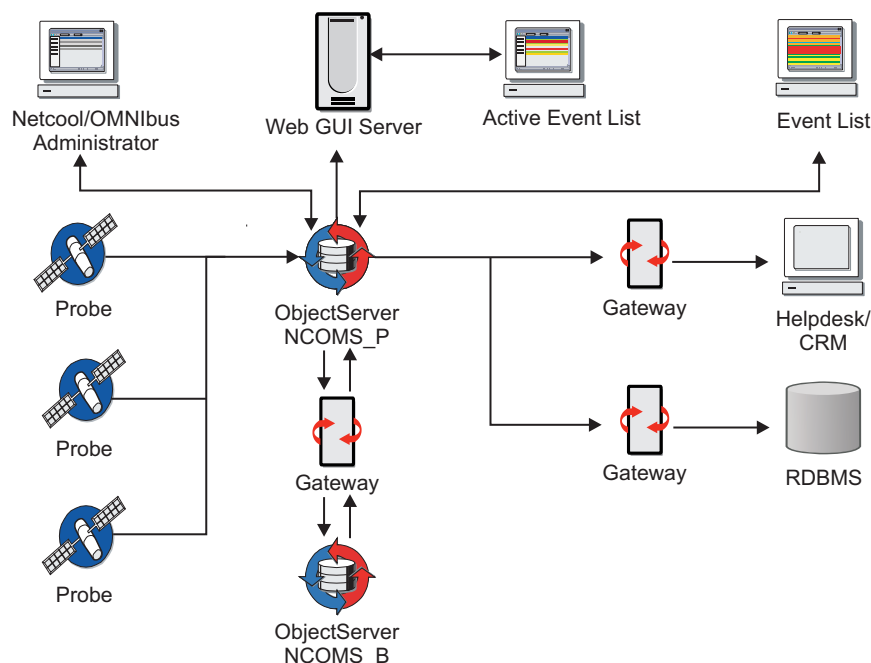 Netcool/OMNIbus
Administrator
Web GUI Server
Active Event List
Event List
Probe
ObjectServer
NCOMS_P
Gateway
Helpdesk/
CRM
Probe
Gateway
Gateway
RDBMS
Probe
ObjectServer
NCOMS_B